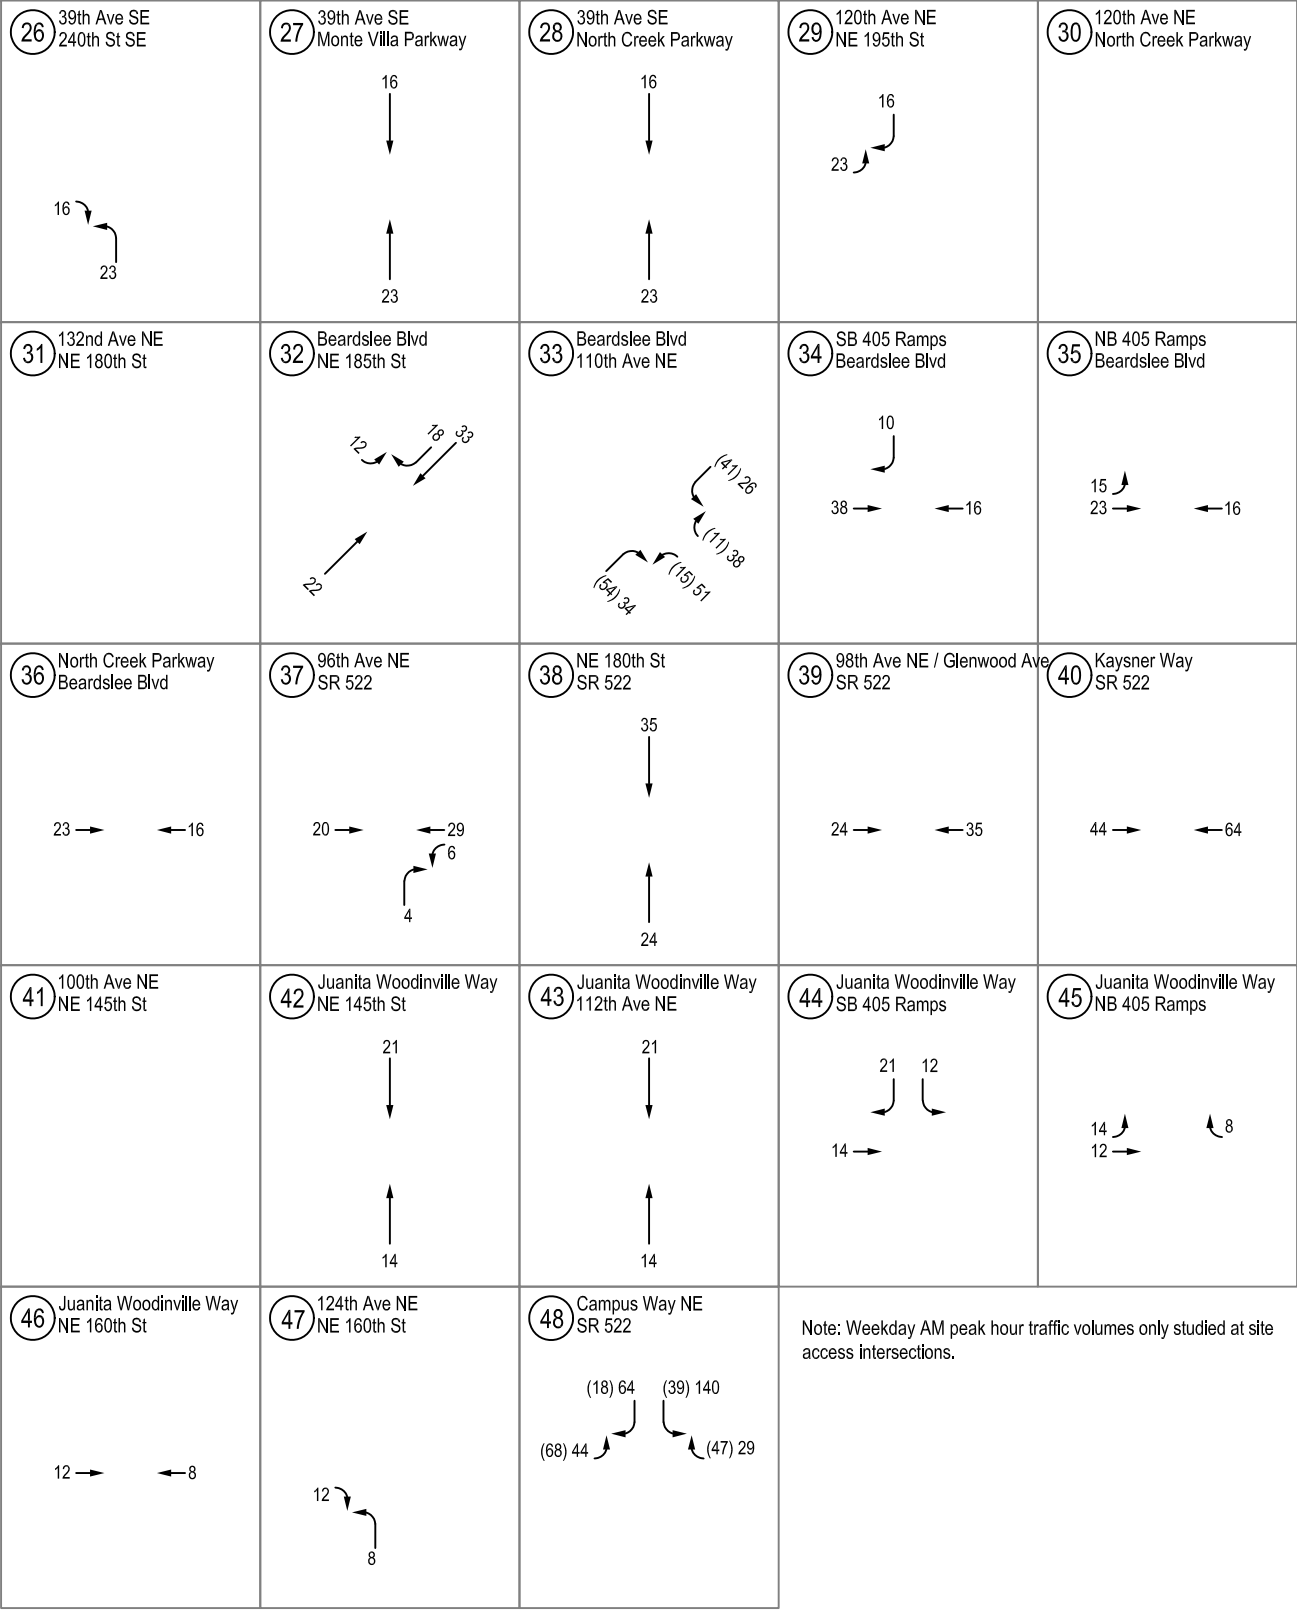 26 39th Ave SE
240th St SE
16
23
27 39th Ave SE
Monte Villa Parkway
16
23
28 39th Ave SE
North Creek Parkway
16
23
29 120th Ave NE
NE 195th St
16
23
30 120th Ave NE
North Creek Parkway
31 132nd Ave NE
NE 180th St
32 Beardslee Blvd
NE 185th St
12 18 33
22
33 Beardslee Blvd
110th Ave NE
(41) 26
(11) 38
(15) 51
(54) 34
34 SB 405 Ramps
Beardslee Blvd
10
38 16
35 NB 405 Ramps
Beardslee Blvd
15
23 16
36 North Creek Parkway
Beardslee Blvd
23 16
37 96th Ave NE
SR 522
20 29
6
4
38 NE 180th St
SR 522
35
24
39 98th Ave NE / Glenwood Ave
SR 522
24 35
40 Kaysner Way
SR 522
44 64
41 100th Ave NE
NE 145th St
42 Juanita Woodinville Way
NE 145th St
21
14
43 Juanita Woodinville Way
112th Ave NE
21
14
44 Juanita Woodinville Way
SB 405 Ramps
21 12
14
45 Juanita Woodinville Way
NB 405 Ramps
14 8
12
46 Juanita Woodinville Way
NE 160th St
12 8
47 124th Ave NE
NE 160th St
12
8
48 Campus Way NE
SR 522
(18) 64 (39) 140
(68) 44 (47) 29
Note: Weekday AM peak hour traffic volumes only studied at site
access intersections.